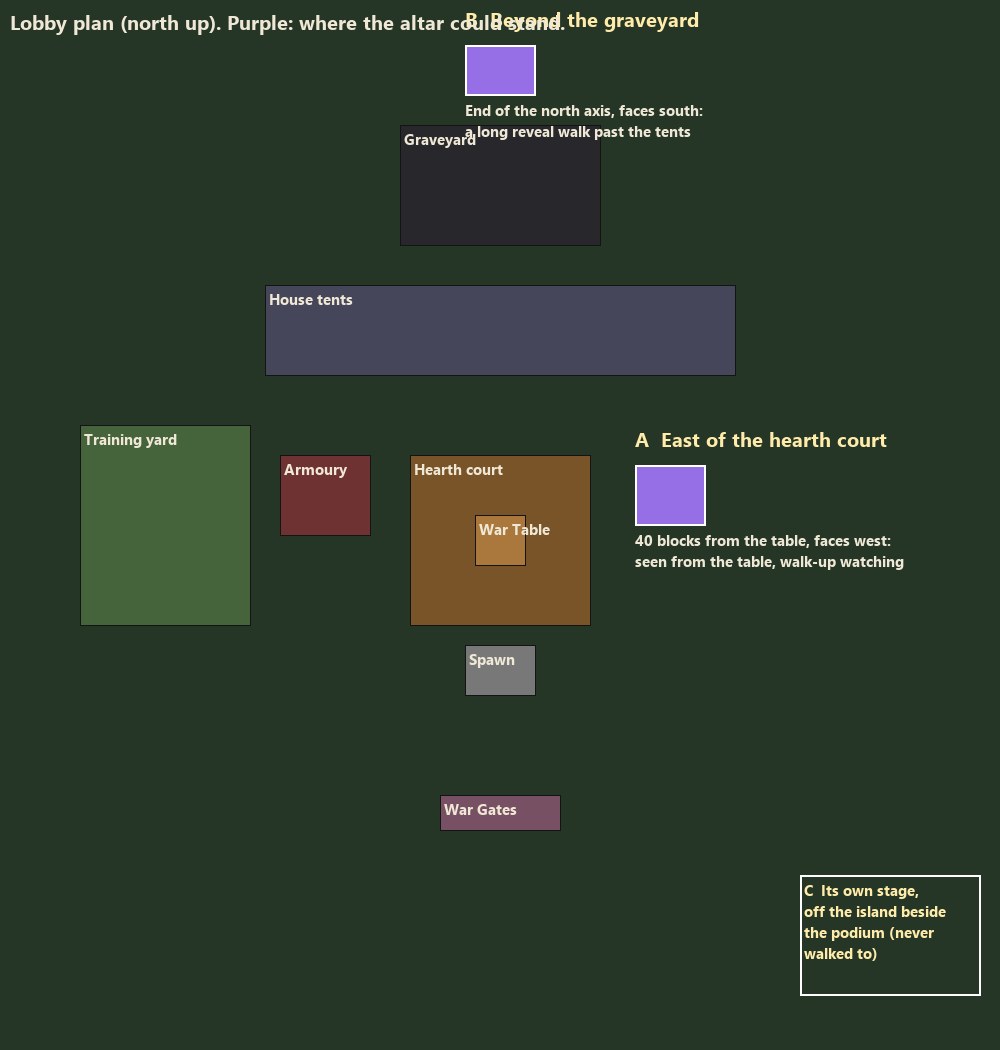 Lobby plan (north up). Purple: where the altar could stand.
B  Beyond the graveyard
End of the north axis, faces south:
a long reveal walk past the tents
Graveyard
House tents
Training yard
Armoury
Hearth court
War Table
A  East of the hearth court
40 blocks from the table, faces west:
seen from the table, walk-up watching
Spawn
War Gates
C  Its own stage,
off the island beside
the podium (never
walked to)